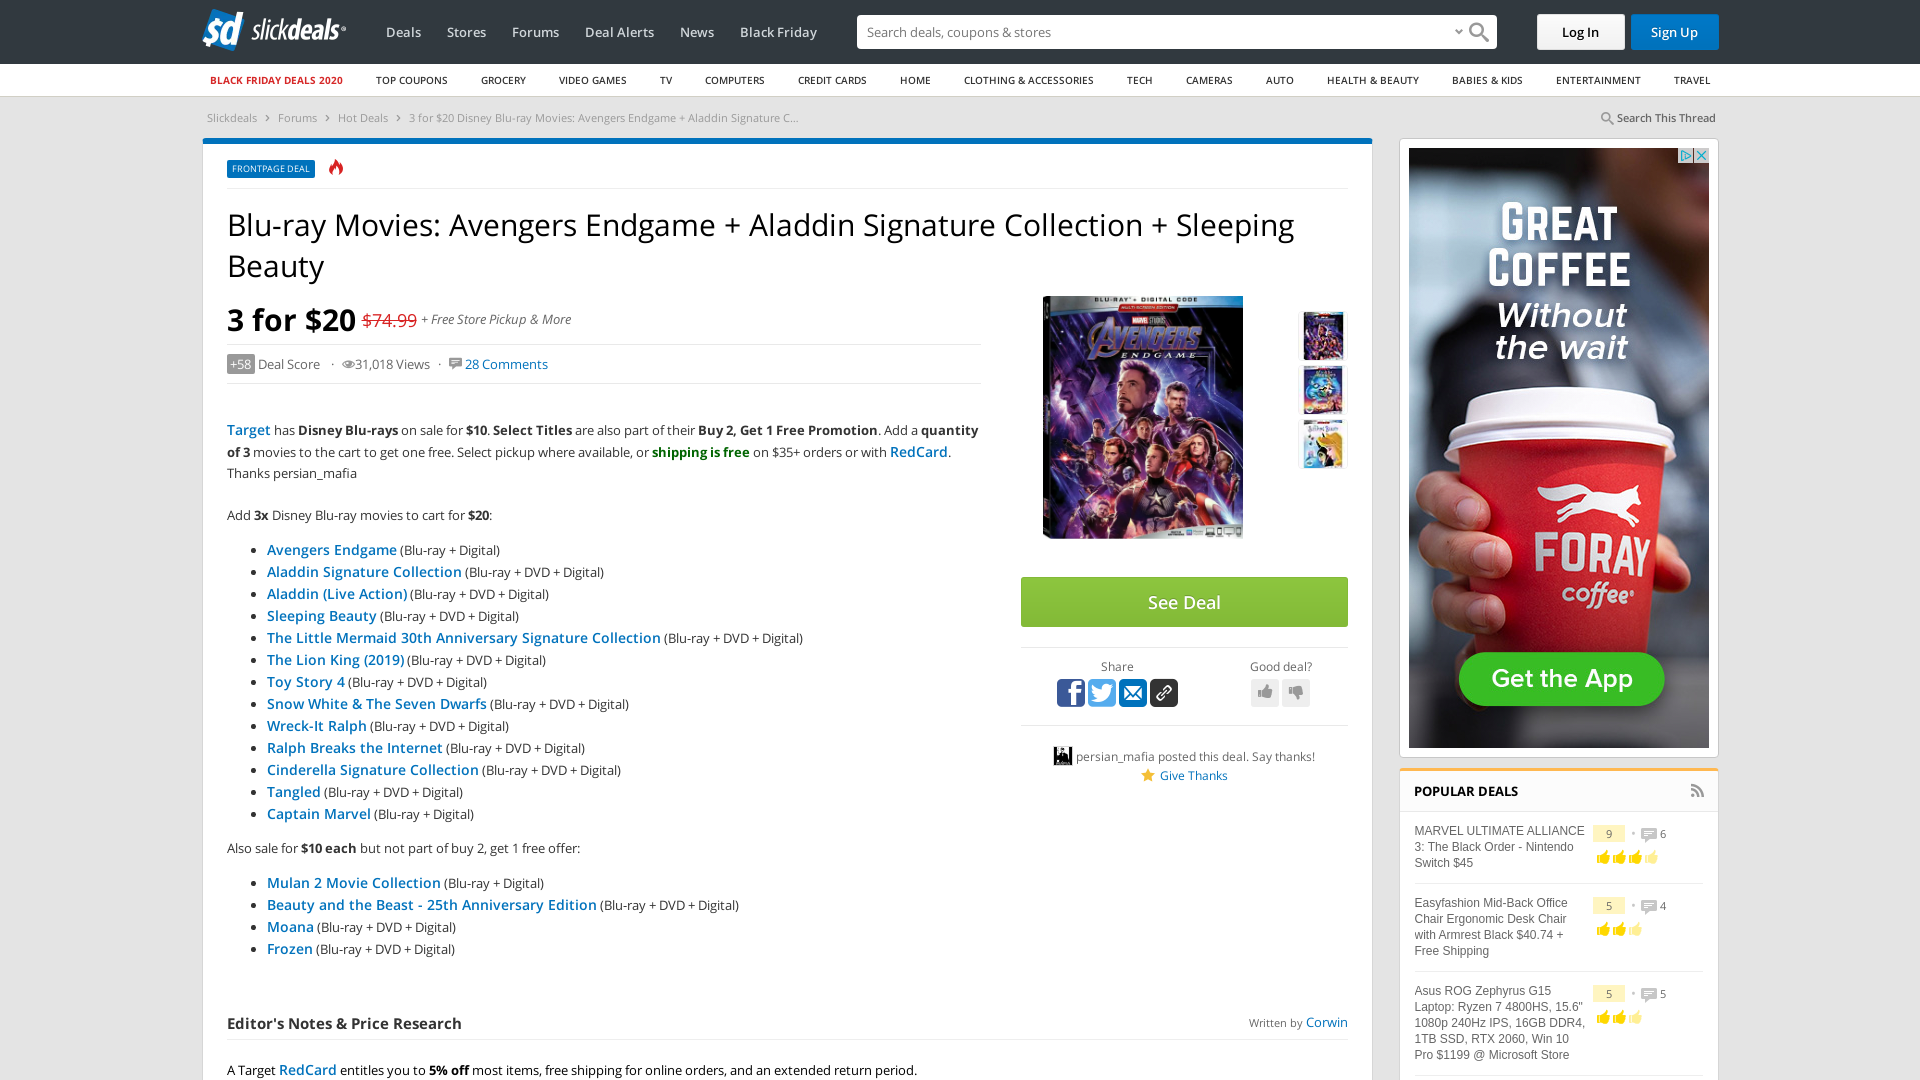 slickdeals
Deals Stores Forums Deal Alerts News Black Friday
Search deals, coupons & stores
Log In
Sign Up
BLACK FRIDAY DEALS 2020 TOP COUPONS GROCERY VIDEO GAMES TV COMPUTERS CREDIT CARDS HOME CLOTHING & ACCESSORIES TECH CAMERAS AUTO HEALTH & BEAUTY BABIES & KIDS ENTERTAINMENT TRAVEL
Slickdeals › Forums › Hot Deals › 3 for $20 Disney Blu-ray Movies: Avengers Endgame + Aladdin Signature C...
Search This Thread
FRONTPAGE DEAL
Blu-ray Movies: Avengers Endgame + Aladdin Signature Collection + Sleeping
Beauty
3 for $20 $74.99 + Free Store Pickup & More
+58 Deal Score · 31,018 Views · 28 Comments
Target has Disney Blu-rays on sale for $10. Select Titles are also part of their Buy 2, Get 1 Free Promotion. Add a quantity
of 3 movies to the cart to get one free. Select pickup where available, or shipping is free on $35+ orders or with RedCard.
Thanks persian_mafia
Add 3x Disney Blu-ray movies to cart for $20:
Avengers Endgame (Blu-ray + Digital)
Aladdin Signature Collection (Blu-ray + DVD + Digital)
Aladdin (Live Action) (Blu-ray + DVD + Digital)
Sleeping Beauty (Blu-ray + DVD + Digital)
The Little Mermaid 30th Anniversary Signature Collection (Blu-ray + DVD + Digital)
The Lion King (2019) (Blu-ray + DVD + Digital)
Toy Story 4 (Blu-ray + DVD + Digital)
Snow White & The Seven Dwarfs (Blu-ray + DVD + Digital)
Wreck-It Ralph (Blu-ray + DVD + Digital)
Ralph Breaks the Internet (Blu-ray + DVD + Digital)
Cinderella Signature Collection (Blu-ray + DVD + Digital)
Tangled (Blu-ray + DVD + Digital)
Captain Marvel (Blu-ray + Digital)
Also sale for $10 each but not part of buy 2, get 1 free offer:
Mulan 2 Movie Collection (Blu-ray + Digital)
Beauty and the Beast - 25th Anniversary Edition (Blu-ray + DVD + Digital)
Moana (Blu-ray + DVD + Digital)
Frozen (Blu-ray + DVD + Digital)
Editor's Notes & Price Research
Written by Corwin
A Target RedCard entitles you to 5% off most items, free shipping for online orders, and an extended return period.
BLU-RAY + DIGITAL CODE
MARVEL STUDIOS
AVENGERS
ENDGAME
See Deal
Share
Good deal?
persian_mafia posted this deal. Say thanks!
Give Thanks
GREAT
COFFEE
Without
the wait
FORAY
coffee
Get the App
POPULAR DEALS
MARVEL ULTIMATE ALLIANCE
3: The Black Order - Nintendo
Switch $45
9 • 6
Easyfashion Mid-Back Office
Chair Ergonomic Desk Chair
with Armrest Black $40.74 +
Free Shipping
5 • 4
Asus ROG Zephyrus G15
Laptop: Ryzen 7 4800HS, 15.6"
1080p 240Hz IPS, 16GB DDR4,
1TB SSD, RTX 2060, Win 10
Pro $1199 @ Microsoft Store
5 • 5